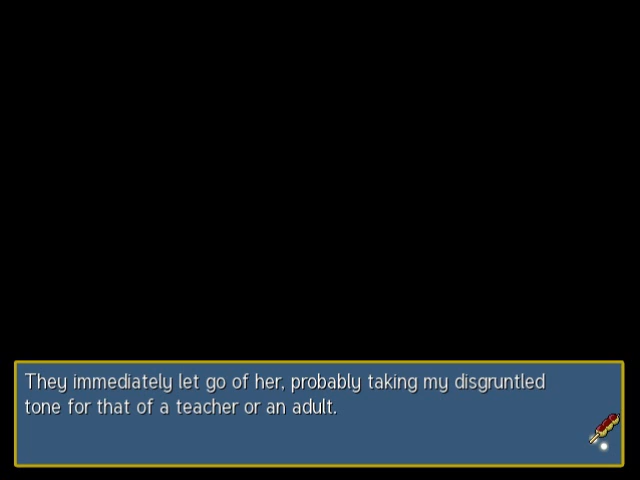 They immediately let go of her, probably taking my disgruntled
tone for that of a teacher or an adult.